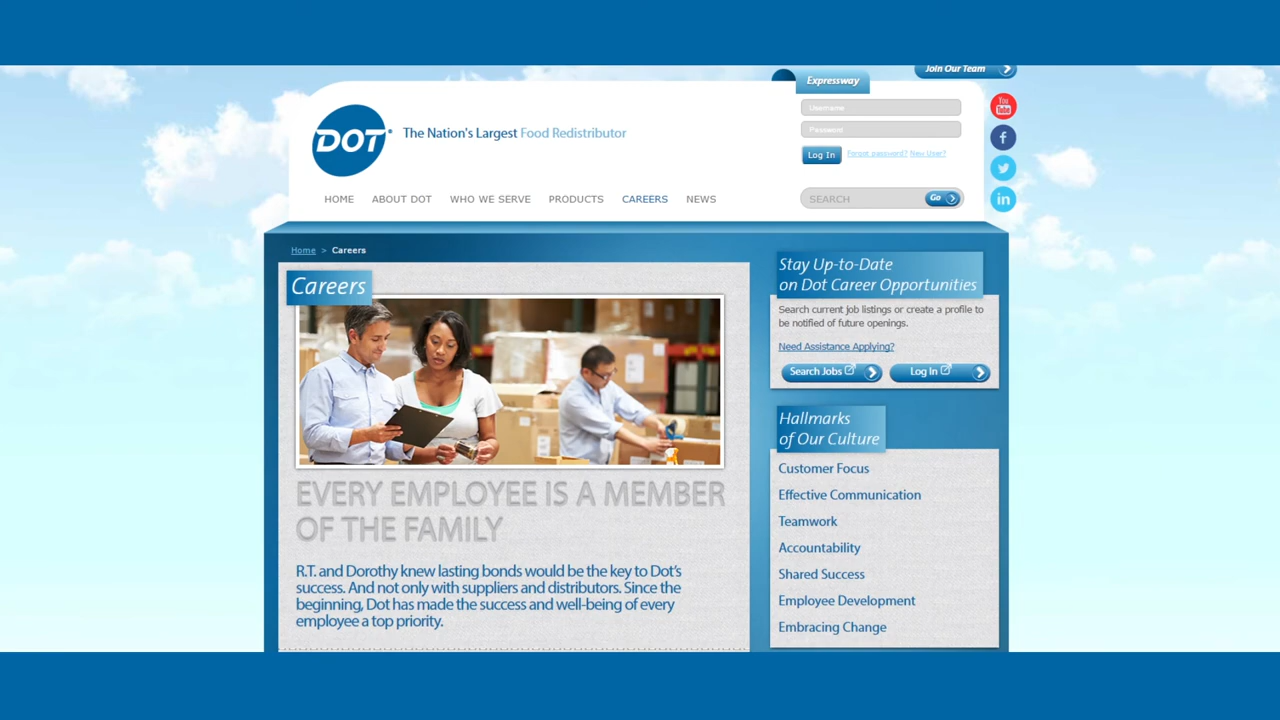 Join Our Team
Expressway
You
Tube
DOT®
The Nation's Largest Food Redistributor
Username
Password
Log In
Forgot password? New User?
HOME
ABOUT DOT
WHO WE SERVE
PRODUCTS
CAREERS
NEWS
SEARCH
Go
Home > Careers
Careers
EVERY EMPLOYEE IS A MEMBER
OF THE FAMILY
R.T. and Dorothy knew lasting bonds would be the key to Dot's
success. And not only with suppliers and distributors. Since the
beginning, Dot has made the success and well-being of every
employee a top priority.
Stay Up-to-Date
on Dot Career Opportunities
Search current job listings or create a profile to
be notified of future openings.
Need Assistance Applying?
Search Jobs
Log In
Hallmarks
of Our Culture
Customer Focus
Effective Communication
Teamwork
Accountability
Shared Success
Employee Development
Embracing Change